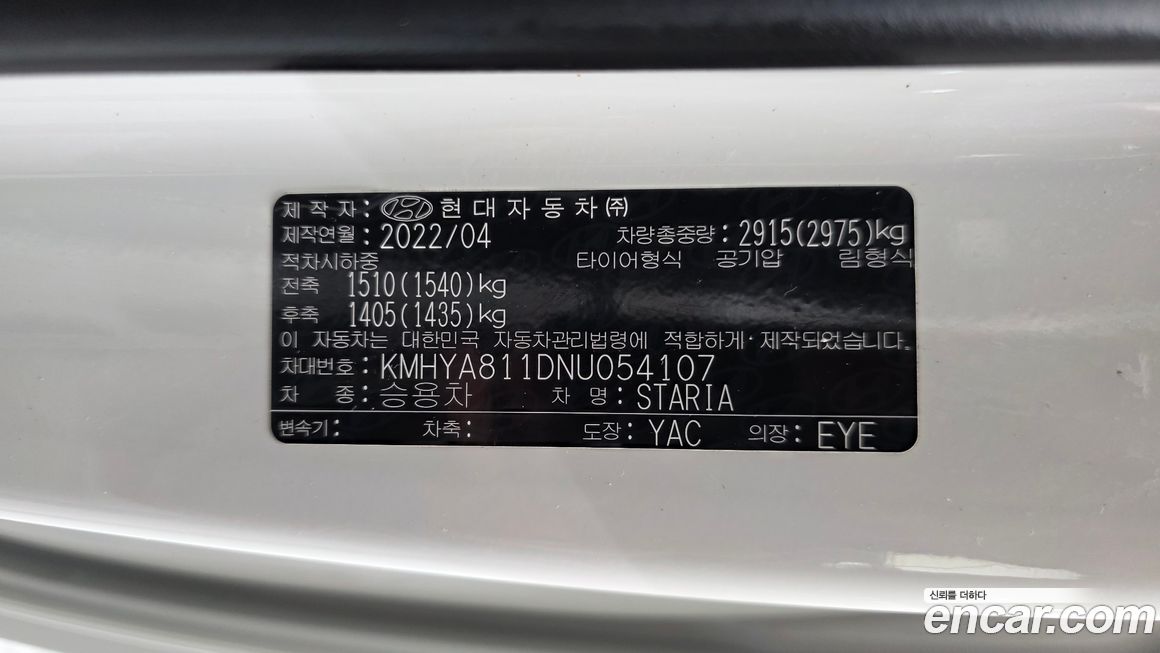 제 작 자 : 현대자동차㈜
제작연월 : 2022/04 차량총중량 : 2915(2975)kg
적차시하중 타이어형식 공기압 림형식
전축 1510(1540)kg
후축 1405(1435)kg
이 자동차는 대한민국 자동차관리법령에 적합하게 제작되었습니다.
차대번호 : KMHYA811DNU054107
차 종 : 승용차 차 명 : STARIA
변속기 : 차축 : 도장 : YAC 의장 : EYE
신뢰를 더하다
encar.com